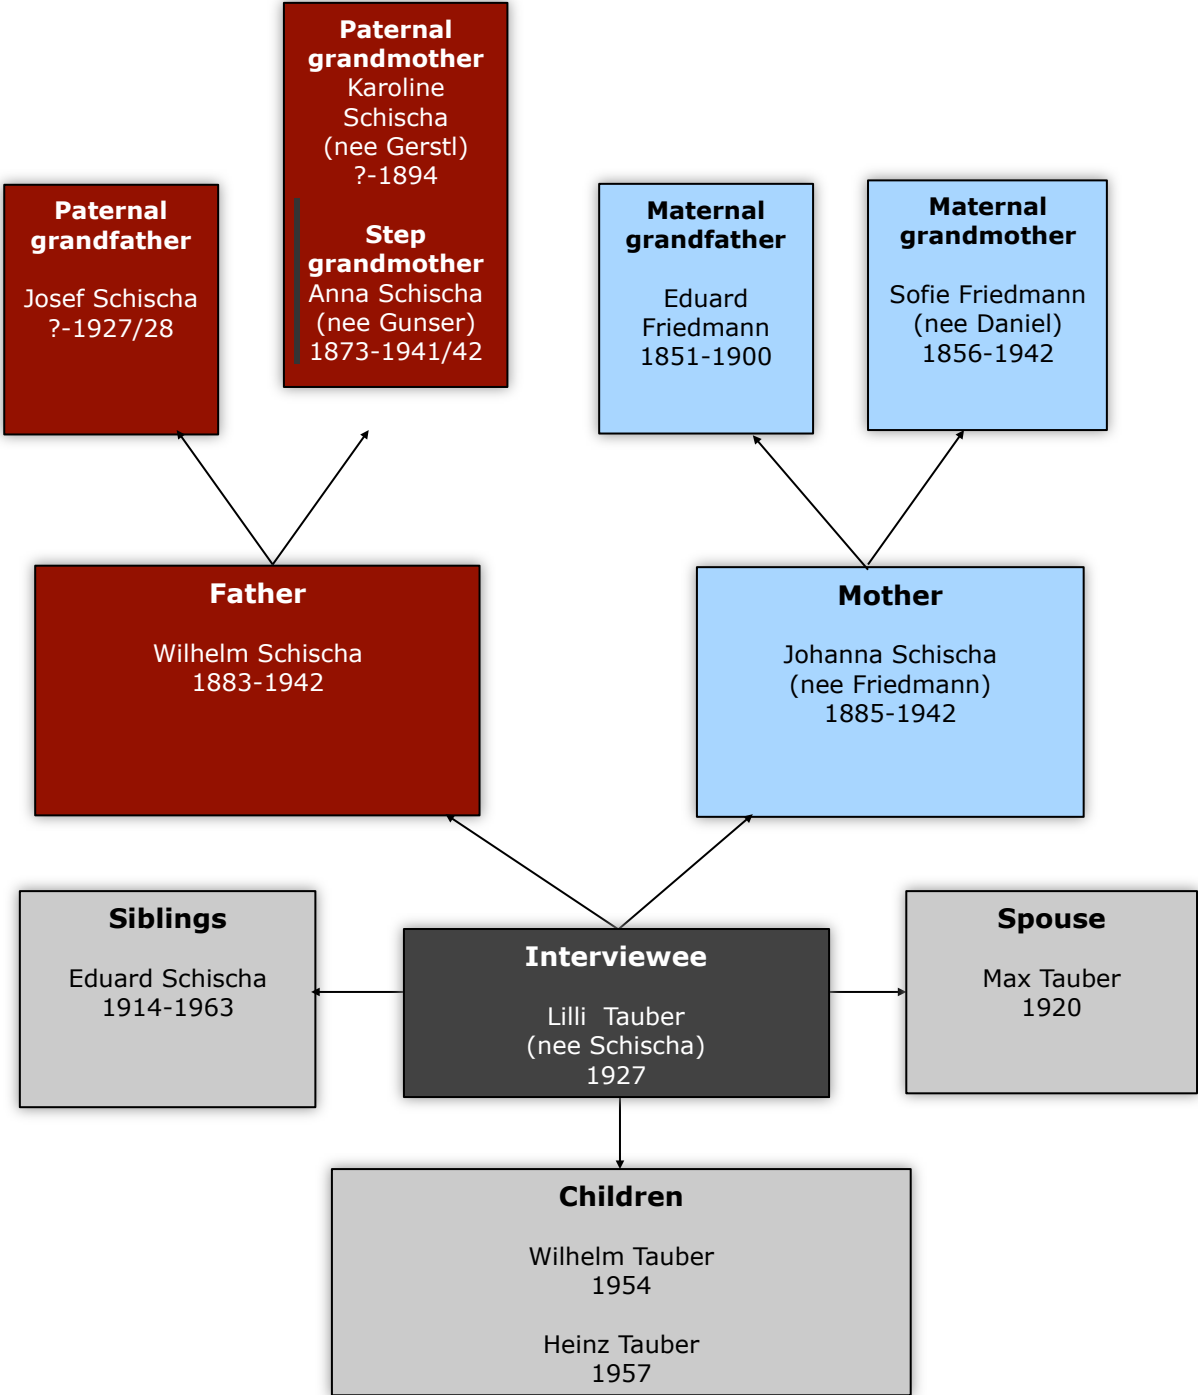 Paternal
grandmother
Karoline
Schischa
(nee Gerstl)
?-1894
Step
grandmother
Anna Schischa
(nee Gunser)
1873-1941/42
Paternal
grandfather
Josef Schischa
?-1927/28
Maternal
grandfather
Eduard
Friedmann
1851-1900
Maternal
grandmother
Sofie Friedmann
(nee Daniel)
1856-1942
Father
Wilhelm Schischa
1883-1942
Mother
Johanna Schischa
(nee Friedmann)
1885-1942
Siblings
Eduard Schischa
1914-1963
Interviewee
Lilli  Tauber
(nee Schischa)
1927
Spouse
Max Tauber
1920
Children
Wilhelm Tauber
1954
Heinz Tauber
1957